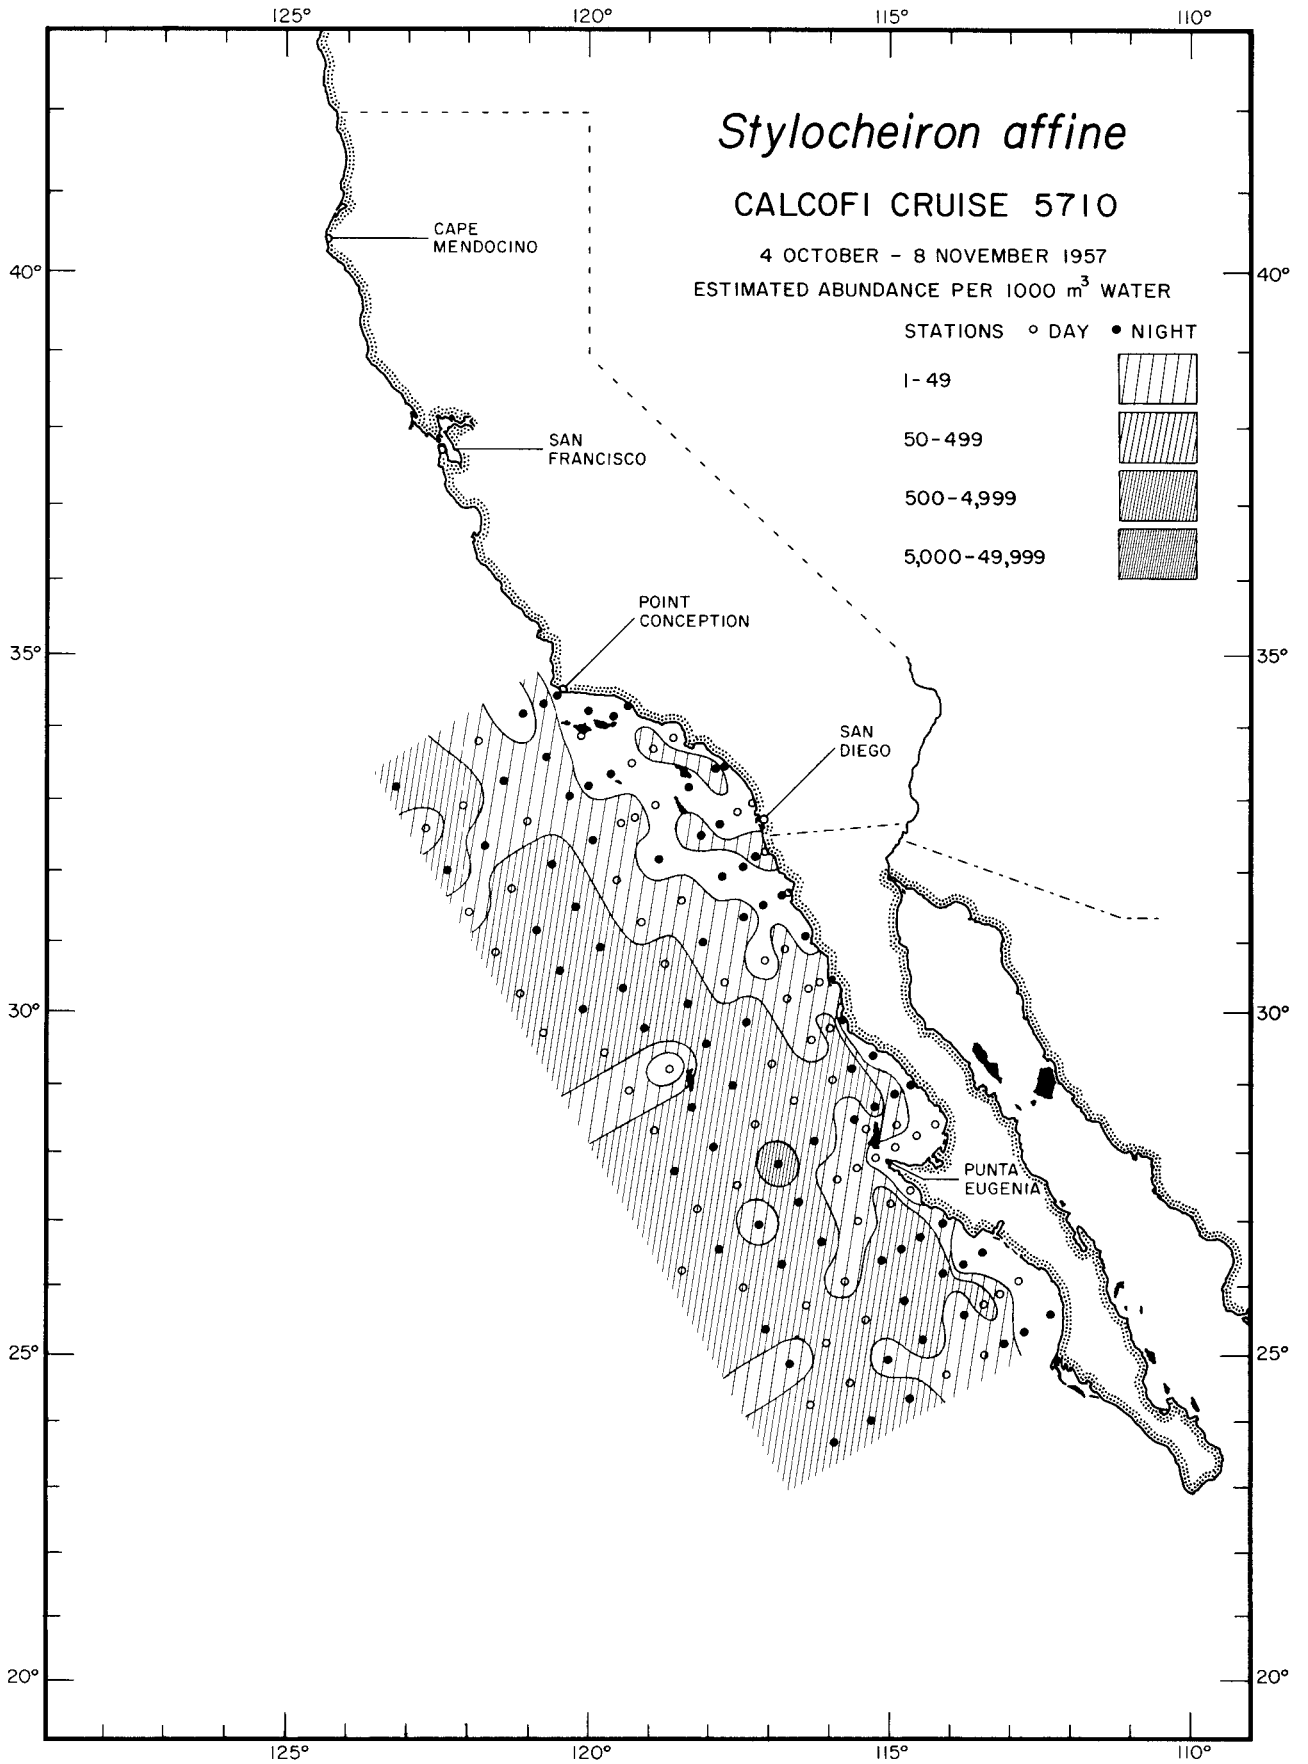 125° 120° 115° 110°
Stylocheiron affine
CALCOFI CRUISE 5710
4 OCTOBER – 8 NOVEMBER 1957
ESTIMATED ABUNDANCE PER 1000 m³ WATER
STATIONS ○ DAY ● NIGHT
1-49
50-499
500-4,999
5,000-49,999
CAPE
MENDOCINO
40° 40°
SAN
FRANCISCO
POINT
CONCEPTION
35° 35°
SAN
DIEGO
30° 30°
PUNTA
EUGENIA
25° 25°
20° 20°
125° 120° 115° 110°